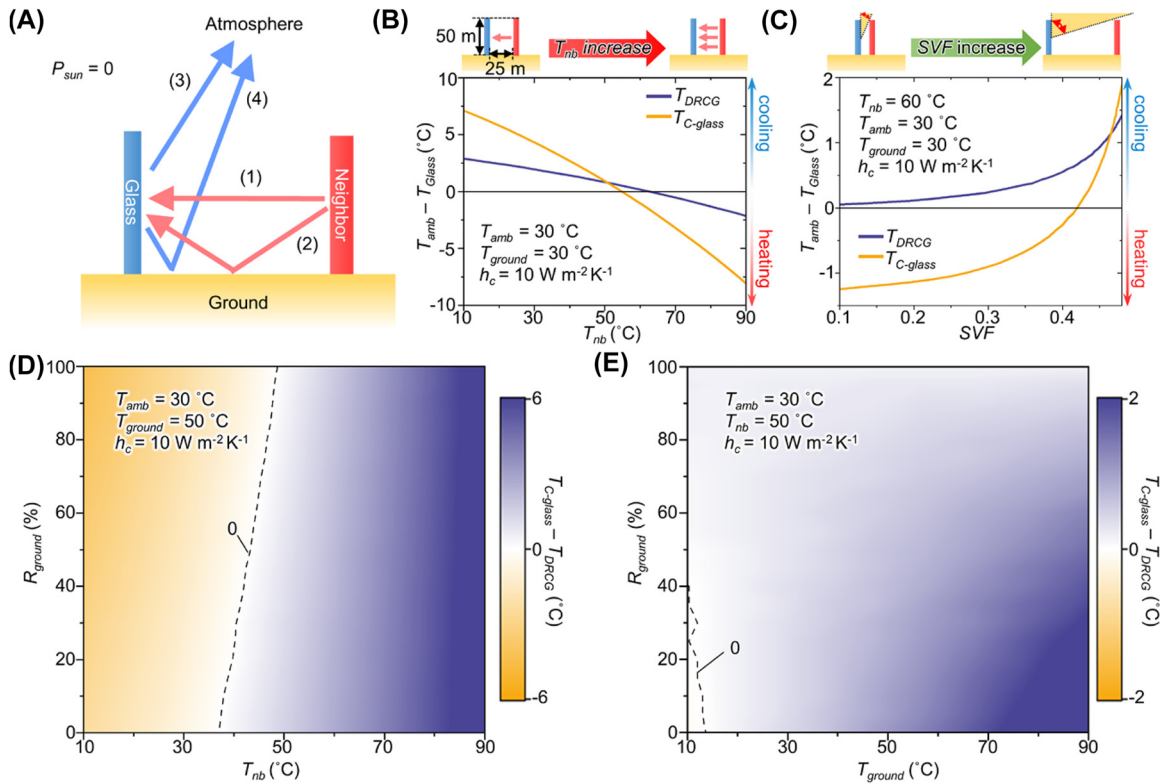 (A)
Atmosphere
P_sun = 0
(3)
(4)
(1)
(2)
Glass
Neighbor
Ground
(B)
50 m
25 m
T_nb increase
T_DRCG
T_C-glass
T_amb = 30 ˚C
T_ground = 30 ˚C
h_c = 10 W m⁻² K⁻¹
T_amb − T_Glass (˚C)
10
5
0
-5
-10
10 30 50 70 90
T_nb (˚C)
cooling
heating
(C)
SVF increase
T_nb = 60 ˚C
T_amb = 30 ˚C
T_ground = 30 ˚C
h_c = 10 W m⁻² K⁻¹
T_DRCG
T_C-glass
T_amb − T_Glass (˚C)
2
1
0
-1
0.1 0.2 0.3 0.4
SVF
cooling
heating
(D)
T_amb = 30 ˚C
T_ground = 50 ˚C
h_c = 10 W m⁻² K⁻¹
0
R_ground (%)
100
80
60
40
20
0
10 30 50 70 90
T_nb (˚C)
6
0
-6
T_C-glass − T_DRCG (˚C)
(E)
T_amb = 30 ˚C
T_nb = 50 ˚C
h_c = 10 W m⁻² K⁻¹
0
R_ground (%)
100
80
60
40
20
0
10 30 50 70 90
T_ground (˚C)
2
0
-2
T_C-glass − T_DRCG (˚C)